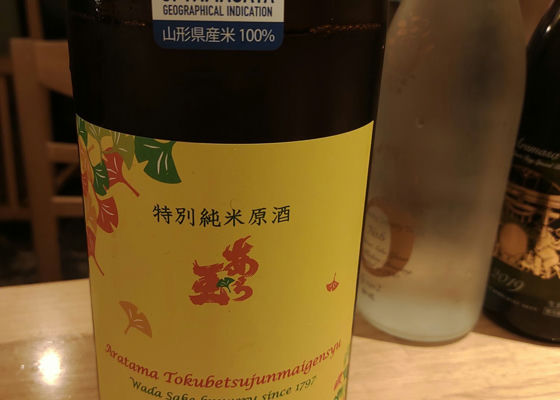 GEOGRAPHICAL INDICATION
山形県産米 100%
特別純米原酒
あら玉
Aratama Tokubetsujunmaigensyu
Wada Sake brewery since 1797
2019